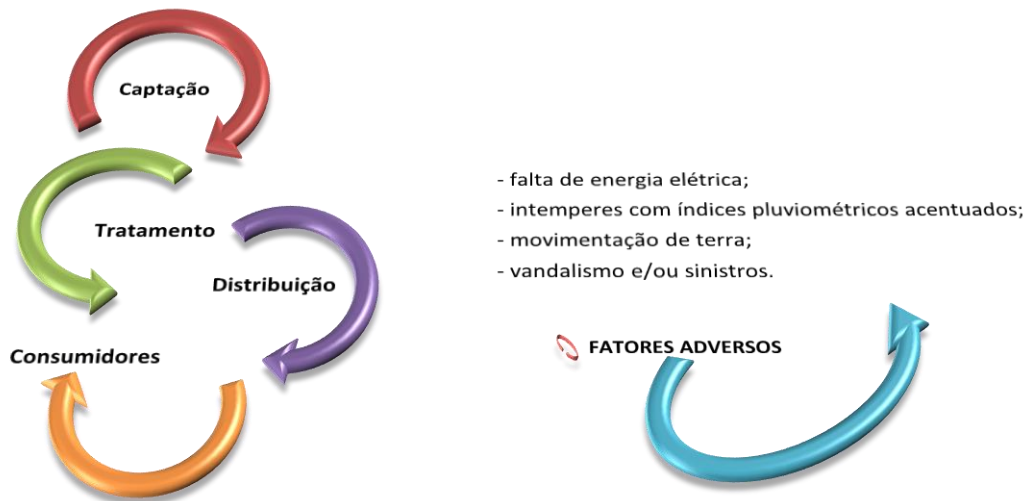 Captação
Tratamento
Distribuição
Consumidores
- falta de energia elétrica;
- intemperes com índices pluviométricos acentuados;
- movimentação de terra;
- vandalismo e/ou sinistros.
FATORES ADVERSOS